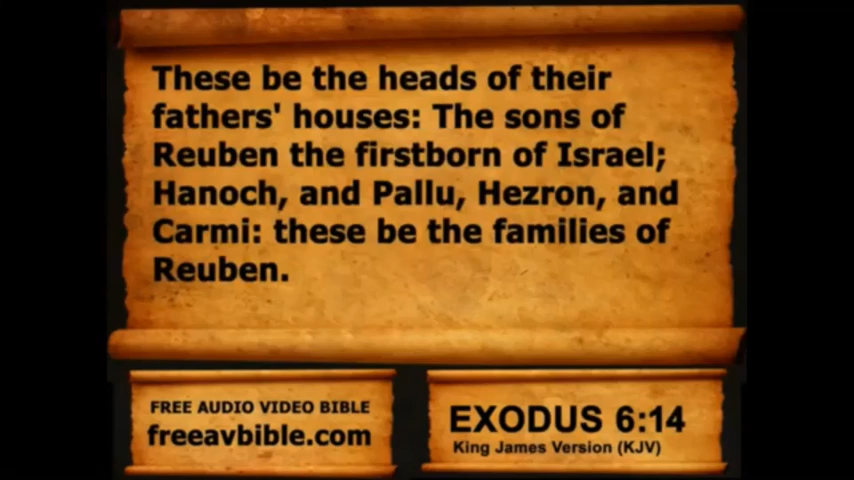 These be the heads of their
fathers' houses: The sons of
Reuben the firstborn of Israel;
Hanoch, and Pallu, Hezron, and
Carmi: these be the families of
Reuben.
FREE AUDIO VIDEO BIBLE
freeavbible.com
EXODUS 6:14
King James Version (KJV)